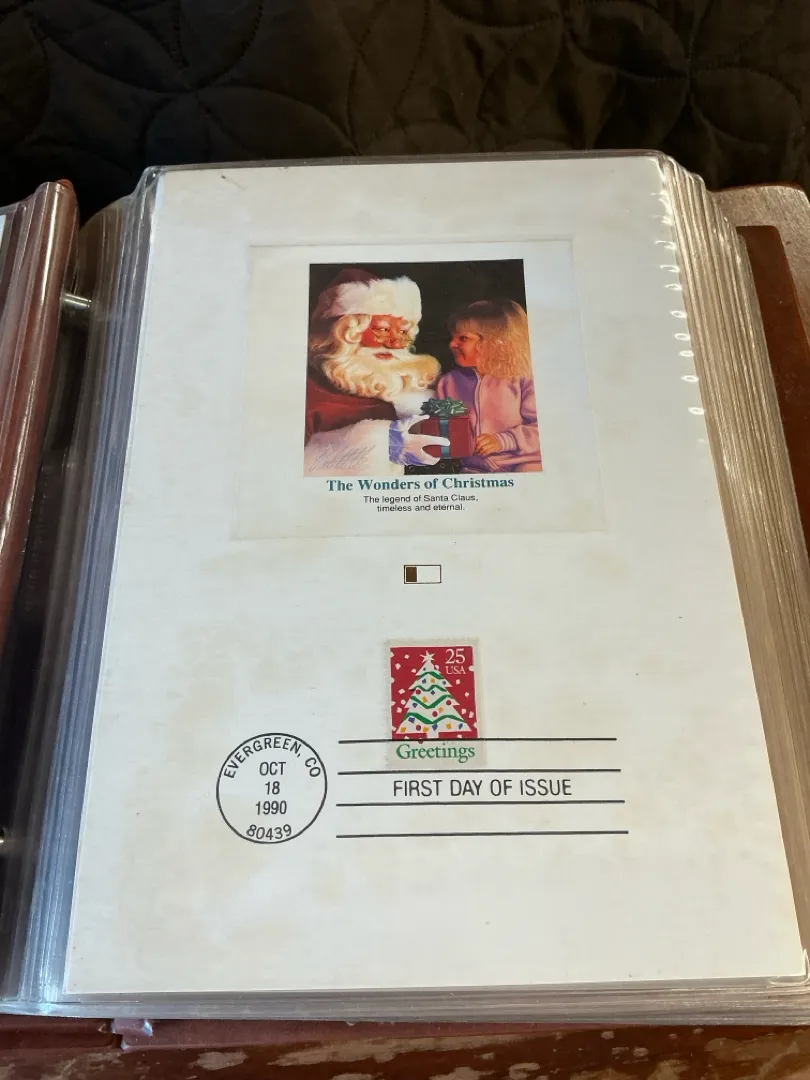 The Wonders of Christmas
The legend of Santa Claus,
timeless and eternal.
25
USA
Greetings
EVERGREEN, CO
OCT
18
1990
80439
FIRST DAY OF ISSUE